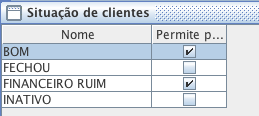 Situação de clientes
Nome Permite p...
BOM
FECHOU
FINANCEIRO RUIM
INATIVO